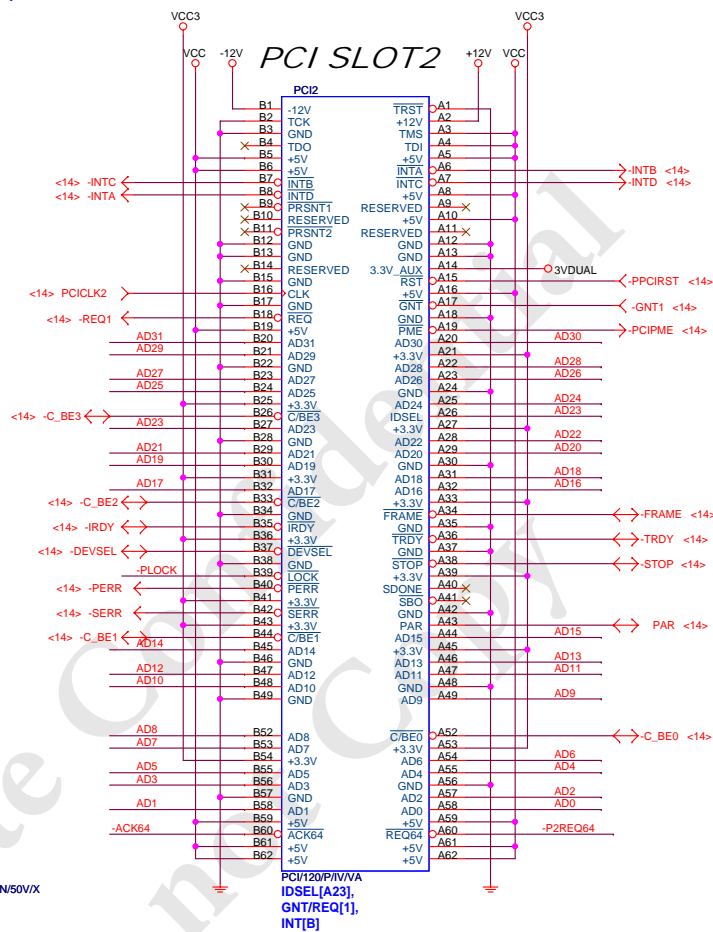 VCC3 VCC3
VCC -12V PCI SLOT2 +12V VCC
PCI2
B1 -12V TRST A1
B2 TCK +12V A2
B3 GND TMS A3
B4 TDO TDI A4
B5 +5V +5V A5
B6 +5V INTA A6 -INTB <14>
<14> -INTC B7 INTB INTC A7 -INTD <14>
<14> -INTA B8 INTD +5V A8
B9 PRSNT1 RESERVED A9
B10 RESERVED +5V A10
B11 PRSNT2 RESERVED A11
B12 GND GND A12
B13 GND GND A13
B14 RESERVED 3.3V_AUX A14 3VDUAL
B15 GND RST A15 -PPCIRST <14>
<14> PCICLK2 B16 CLK +5V A16
B17 GND GNT A17 -GNT1 <14>
<14> -REQ1 B18 REQ GND A18
B19 +5V PME A19 -PCIPME <14>
AD31 B20 AD31 AD30 A20 AD30
AD29 B21 AD29 +3.3V A21
B22 GND AD28 A22 AD28
AD27 B23 AD27 AD26 A23 AD26
AD25 B24 AD25 GND A24
B25 +3.3V AD24 A25 AD24
<14> -C_BE3 B26 C/BE3 IDSEL A26 AD23
AD23 B27 AD23 +3.3V A27
B28 GND AD22 A28 AD22
AD21 B29 AD21 AD20 A29 AD20
AD19 B30 AD19 GND A30
B31 +3.3V AD18 A31 AD18
AD17 B32 AD17 AD16 A32 AD16
<14> -C_BE2 B33 C/BE2 +3.3V A33
B34 GND FRAME A34 -FRAME <14>
<14> -IRDY B35 IRDY GND A35
B36 +3.3V TRDY A36 -TRDY <14>
<14> -DEVSEL B37 DEVSEL GND A37
B38 GND STOP A38 -STOP <14>
-PLOCK B39 LOCK +3.3V A39
<14> -PERR B40 PERR SDONE A40
B41 +3.3V SBO A41
<14> -SERR B42 SERR GND A42
B43 +3.3V PAR A43 PAR <14>
<14> -C_BE1 B44 C/BE1 AD15 A44 AD15
AD14 B45 AD14 +3.3V A45
B46 GND AD13 A46 AD13
AD12 B47 AD12 AD11 A47 AD11
AD10 B48 AD10 GND A48
B49 GND AD9 A49 AD9
AD8 B52 AD8 C/BE0 A52 -C_BE0 <14>
AD7 B53 AD7 +3.3V A53
B54 +3.3V AD6 A54 AD6
AD5 B55 AD5 AD4 A55 AD4
AD3 B56 AD3 GND A56
B57 GND AD2 A57 AD2
AD1 B58 AD1 AD0 A58 AD0
B59 +5V +5V A59
-ACK64 B60 ACK64 REQ64 A60 -P2REQ64
B61 +5V +5V A61
B62 +5V +5V A62
PCI/120/P/IV/VA
N/50V/X
IDSEL[A23],
GNT/REQ[1],
INT[B]
te Confidential
not Copy